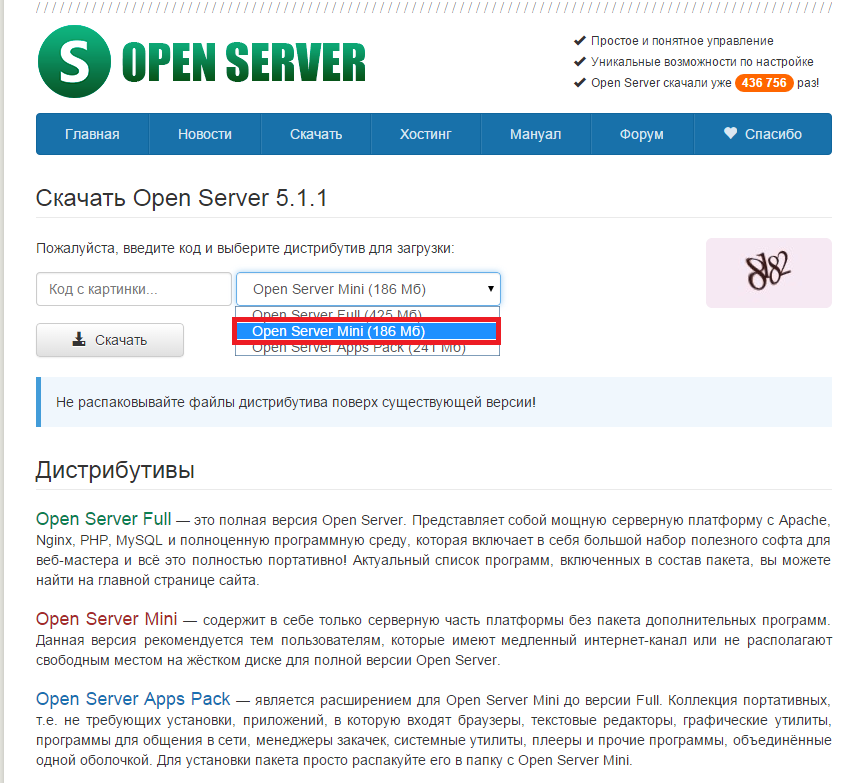 S OPEN SERVER
Простое и понятное управление
Уникальные возможности по настройке
Open Server скачали уже 436 756 раз!
Главная Новости Скачать Хостинг Мануал Форум Спасибо
Скачать Open Server 5.1.1
Пожалуйста, введите код и выберите дистрибутив для загрузки:
Код с картинки... Open Server Mini (186 Мб)
Open Server Full (425 Мб)
Open Server Mini (186 Мб)
Скачать
Open Server Apps Pack (241 Мб)
Не распаковывайте файлы дистрибутива поверх существующей версии!
Дистрибутивы
Open Server Full — это полная версия Open Server. Представляет собой мощную серверную платформу с Apache,
Nginx, PHP, MySQL и полноценную программную среду, которая включает в себя большой набор полезного софта для
веб-мастера и всё это полностью портативно! Актуальный список программ, включенных в состав пакета, вы можете
найти на главной странице сайта.
Open Server Mini — содержит в себе только серверную часть платформы без пакета дополнительных программ.
Данная версия рекомендуется тем пользователям, которые имеют медленный интернет-канал или не располагают
свободным местом на жёстком диске для полной версии Open Server.
Open Server Apps Pack — является расширением для Open Server Mini до версии Full. Коллекция портативных,
т.е. не требующих установки, приложений, в которую входят браузеры, текстовые редакторы, графические утилиты,
программы для общения в сети, менеджеры закачек, системные утилиты, плееры и прочие программы, объединённые
одной оболочкой. Для установки пакета просто распакуйте его в папку с Open Server Mini.